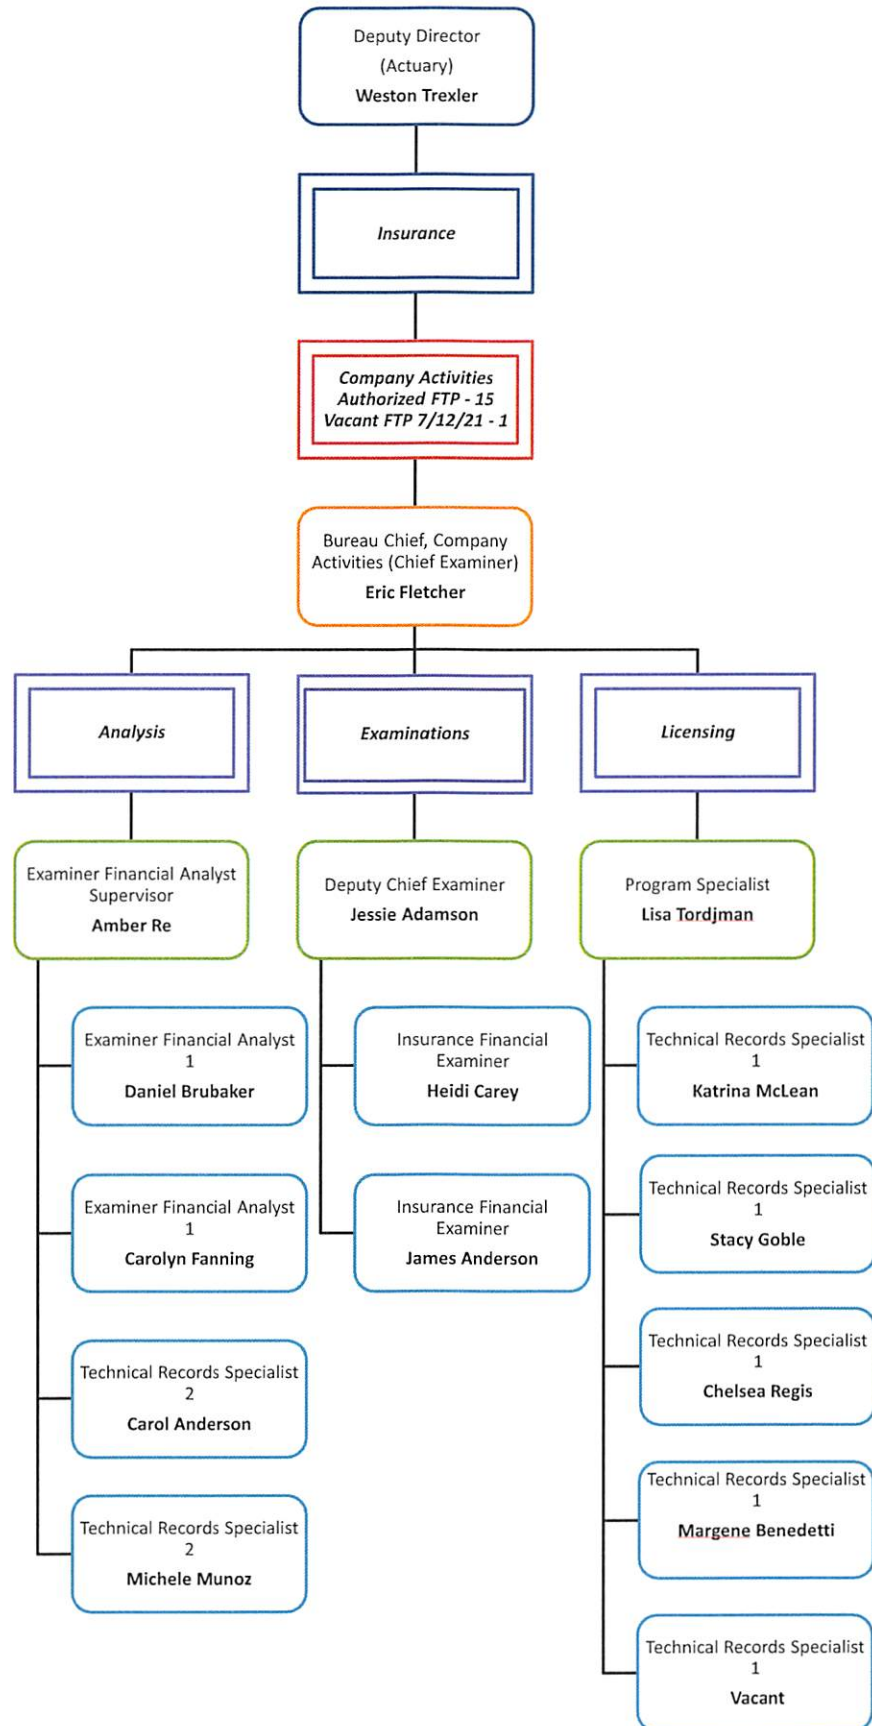 Deputy Director
(Actuary)
Weston Trexler
Insurance
Company Activities
Authorized FTP - 15
Vacant FTP 7/12/21 - 1
Bureau Chief, Company
Activities (Chief Examiner)
Eric Fletcher
Analysis
Examinations
Licensing
Examiner Financial Analyst
Supervisor
Amber Re
Deputy Chief Examiner
Jessie Adamson
Program Specialist
Lisa Tordjman
Examiner Financial Analyst
1
Daniel Brubaker
Examiner Financial Analyst
1
Carolyn Fanning
Technical Records Specialist
2
Carol Anderson
Technical Records Specialist
2
Michele Munoz
Insurance Financial
Examiner
Heidi Carey
Insurance Financial
Examiner
James Anderson
Technical Records Specialist
1
Katrina McLean
Technical Records Specialist
1
Stacy Goble
Technical Records Specialist
1
Chelsea Regis
Technical Records Specialist
1
Margene Benedetti
Technical Records Specialist
1
Vacant